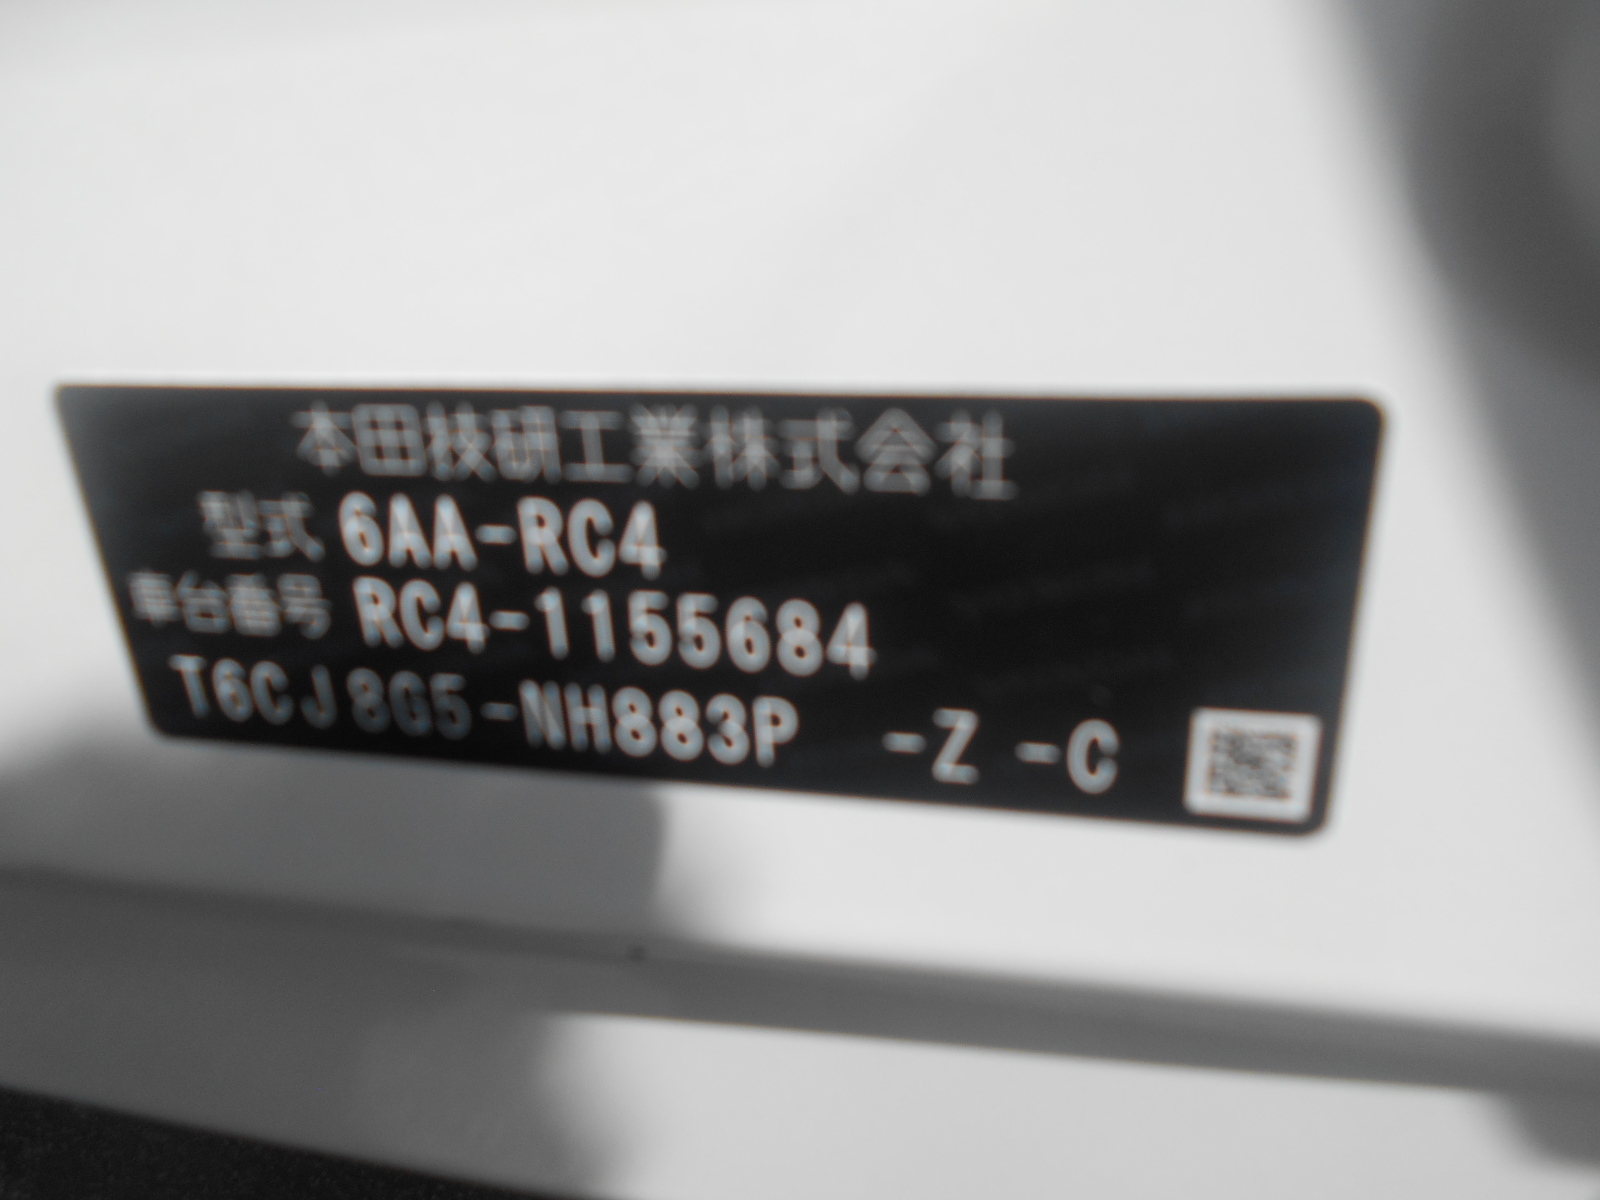 本田技研工業株式会社
型式 6AA-RC4
車台番号 RC4-1155684
T6CJ8G5-NH883P -Z -C